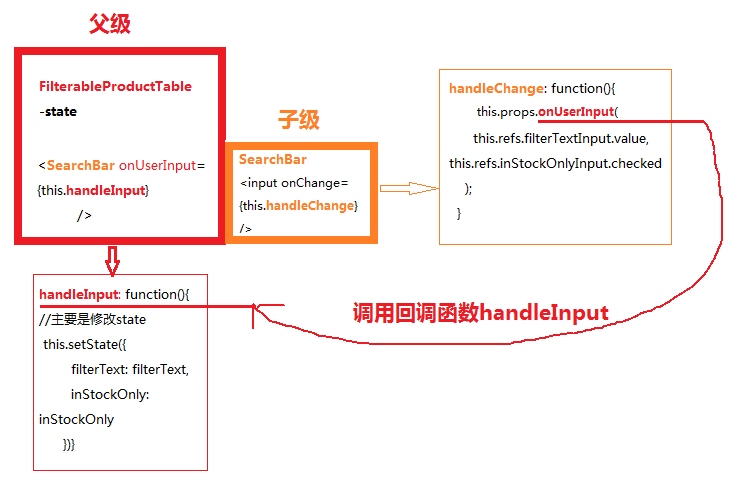 父级
FilterableProductTable
-state
<SearchBar onUserInput=
{this.handleInput}
/>
子级
SearchBar
<input onChange=
{this.handleChange}
/>
handleChange: function(){
this.props.onUserInput(
this.refs.filterTextInput.value,
this.refs.inStockOnlyInput.checked
);
}
handleInput: function(){
//主要是修改state
this.setState({
filterText: filterText,
inStockOnly:
inStockOnly
})}
调用回调函数handleInput